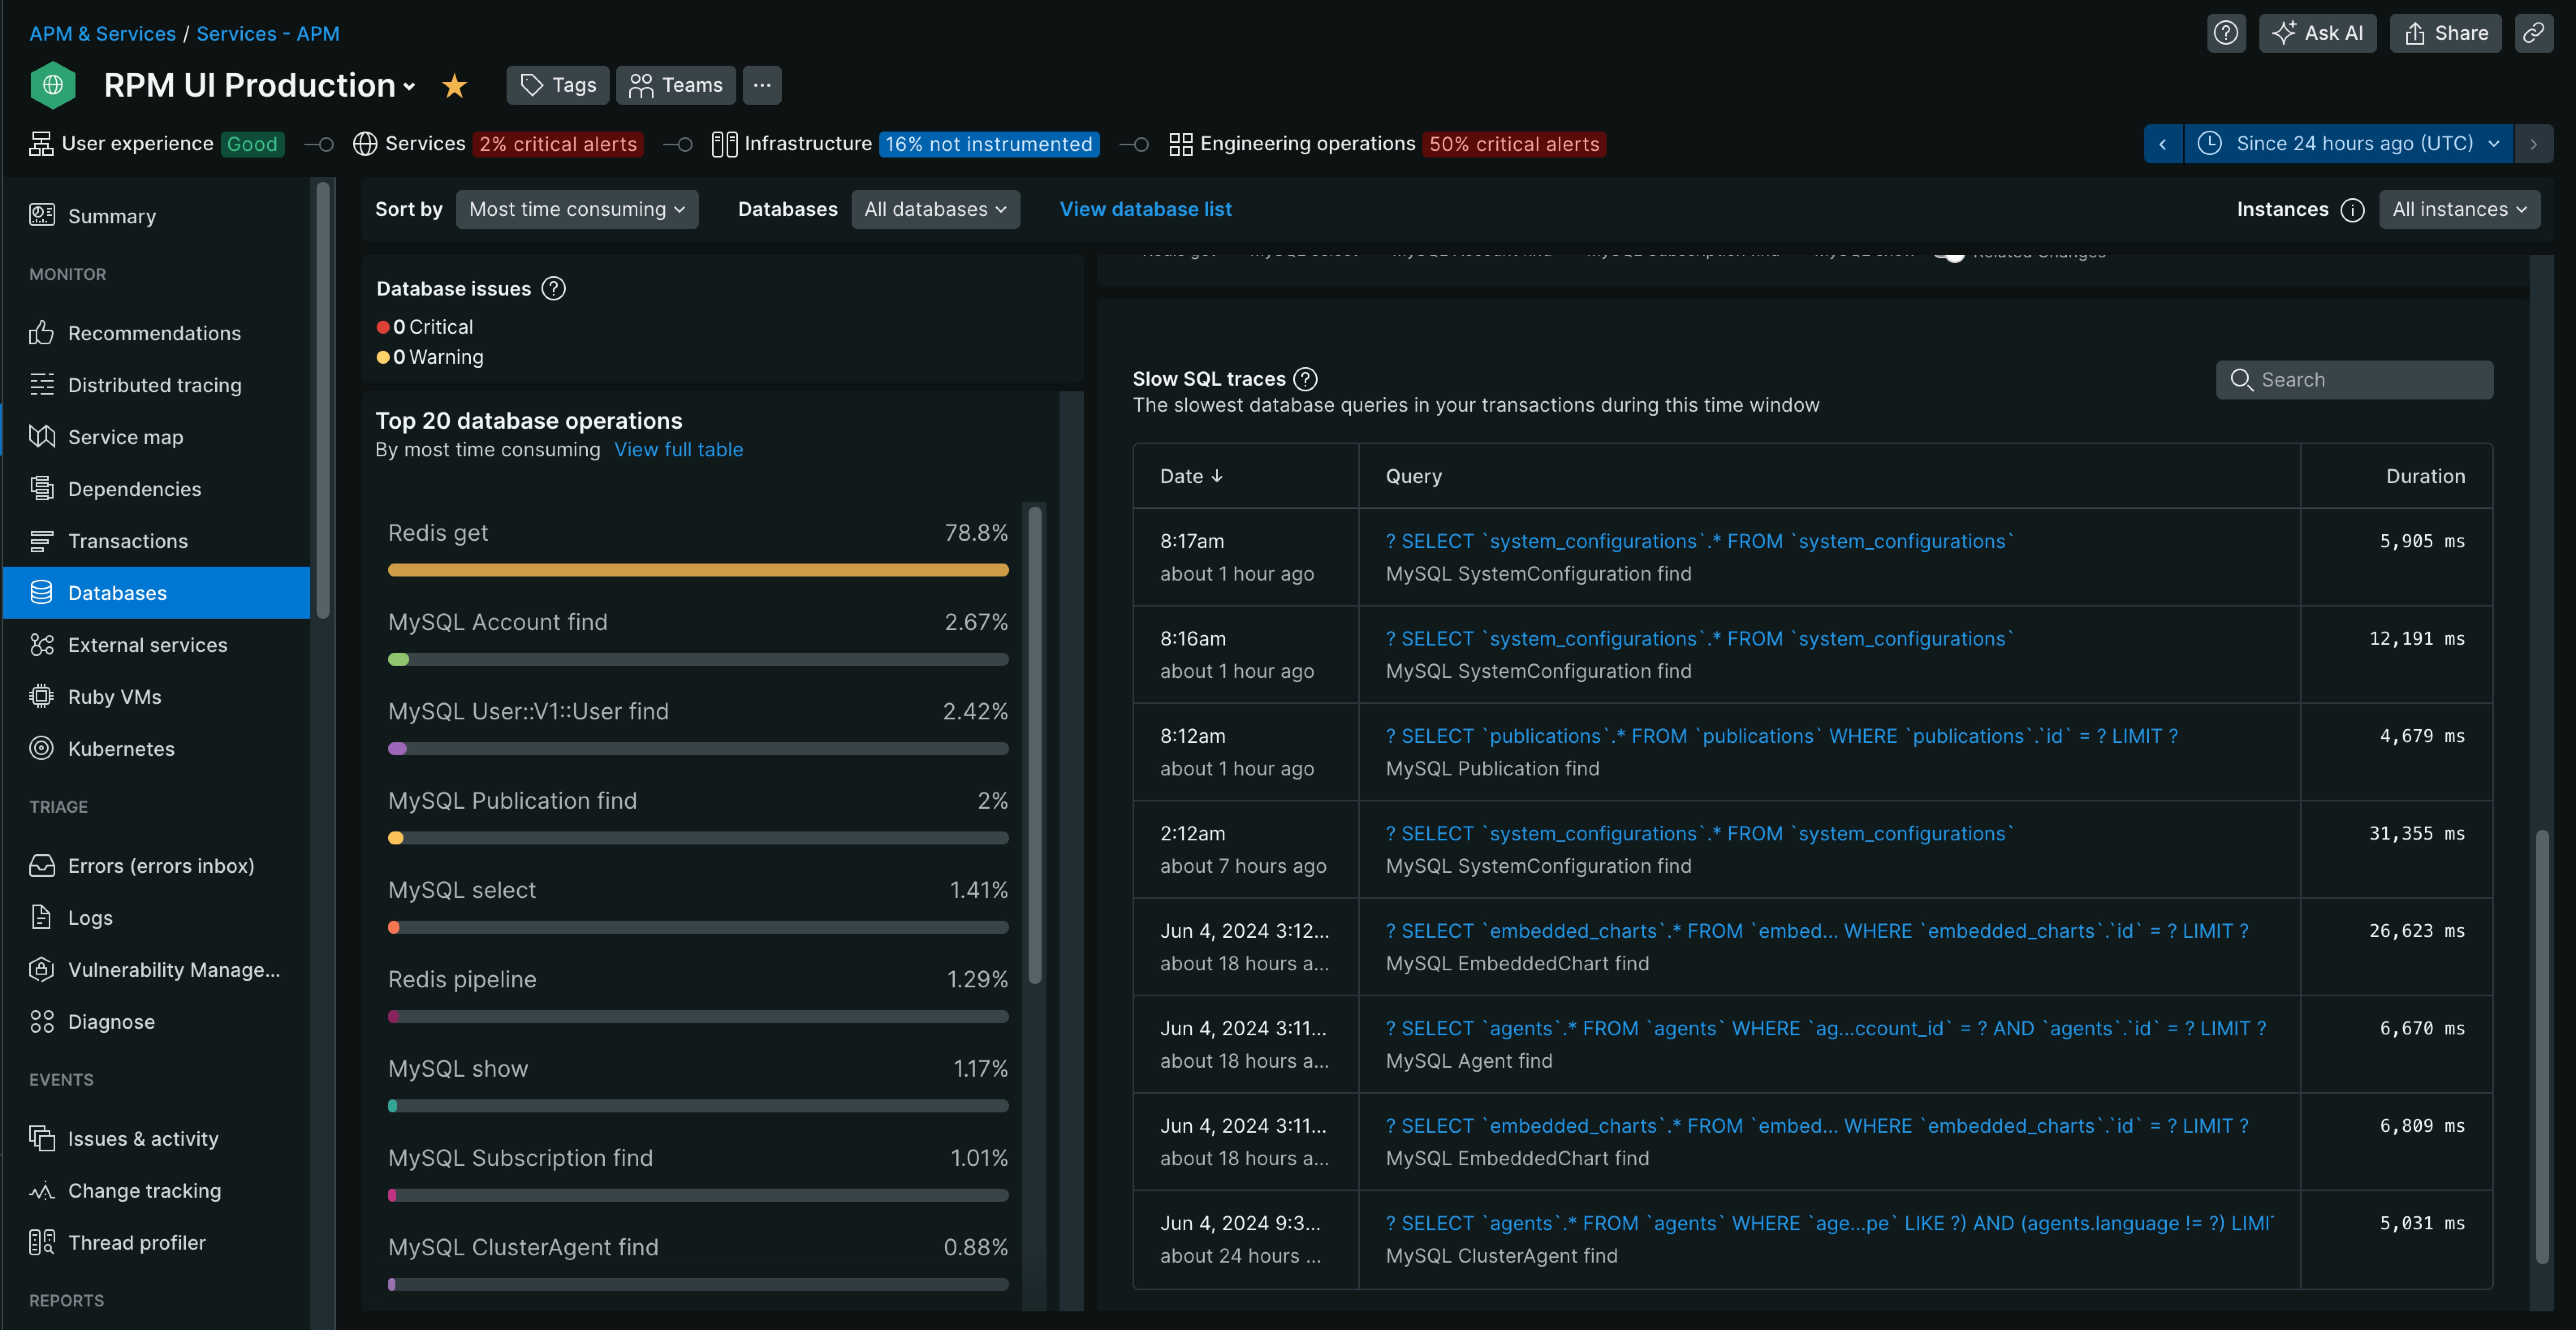 APM & Services / Services - APM
Ask AI
Share
RPM UI Production
Tags
Teams
...
User experience Good
Services 2% critical alerts
Infrastructure 16% not instrumented
Engineering operations 50% critical alerts
Since 24 hours ago (UTC)
Summary
MONITOR
Recommendations
Distributed tracing
Service map
Dependencies
Transactions
Databases
External services
Ruby VMs
Kubernetes
TRIAGE
Errors (errors inbox)
Logs
Vulnerability Manage...
Diagnose
EVENTS
Issues & activity
Change tracking
Thread profiler
REPORTS
Sort by Most time consuming
Databases All databases
View database list
Instances All instances
Database issues ?
0 Critical
0 Warning
Top 20 database operations
By most time consuming View full table
Redis get 78.8%
MySQL Account find 2.67%
MySQL User::V1::User find 2.42%
MySQL Publication find 2%
MySQL select 1.41%
Redis pipeline 1.29%
MySQL show 1.17%
MySQL Subscription find 1.01%
MySQL ClusterAgent find 0.88%
Slow SQL traces ?
Search
The slowest database queries in your transactions during this time window
Date ↓ Query Duration
8:17am ? SELECT `system_configurations`.* FROM `system_configurations` 5,905 ms
about 1 hour ago MySQL SystemConfiguration find
8:16am ? SELECT `system_configurations`.* FROM `system_configurations` 12,191 ms
about 1 hour ago MySQL SystemConfiguration find
8:12am ? SELECT `publications`.* FROM `publications` WHERE `publications`.`id` = ? LIMIT ? 4,679 ms
about 1 hour ago MySQL Publication find
2:12am ? SELECT `system_configurations`.* FROM `system_configurations` 31,355 ms
about 7 hours ago MySQL SystemConfiguration find
Jun 4, 2024 3:12... ? SELECT `embedded_charts`.* FROM `embed... WHERE `embedded_charts`.`id` = ? LIMIT ? 26,623 ms
about 18 hours a... MySQL EmbeddedChart find
Jun 4, 2024 3:11... ? SELECT `agents`.* FROM `agents` WHERE `ag...ccount_id` = ? AND `agents`.`id` = ? LIMIT ? 6,670 ms
about 18 hours a... MySQL Agent find
Jun 4, 2024 3:11... ? SELECT `embedded_charts`.* FROM `embed... WHERE `embedded_charts`.`id` = ? LIMIT ? 6,809 ms
about 18 hours a... MySQL EmbeddedChart find
Jun 4, 2024 9:3... ? SELECT `agents`.* FROM `agents` WHERE `age...pe` LIKE ?) AND (agents.language != ?) LIMI 5,031 ms
about 24 hours ... MySQL ClusterAgent find